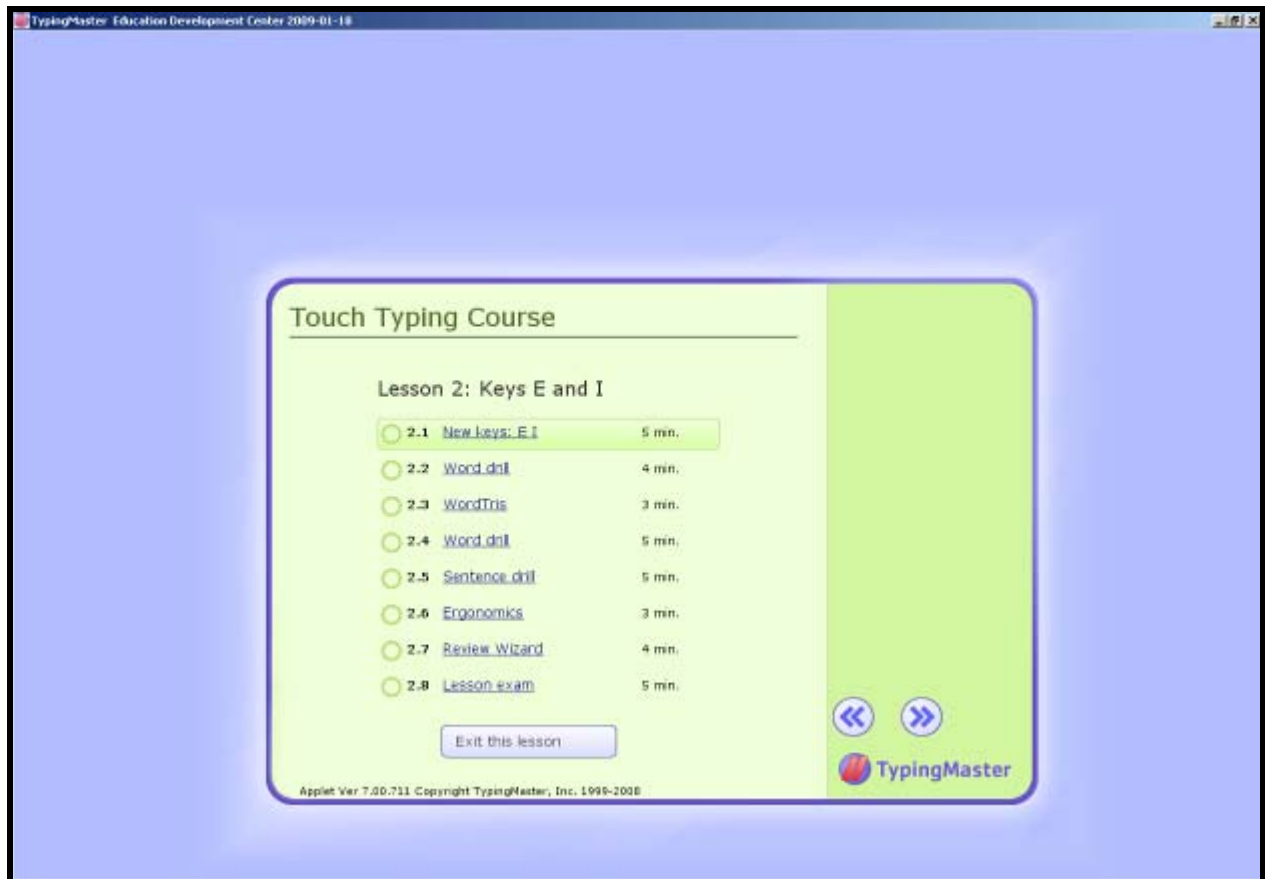 TypingMaster Education Development Center 2009-01-18
Touch Typing Course
Lesson 2: Keys E and I
2.1 New keys: E I 5 min.
2.2 Word drill 4 min.
2.3 WordTris 3 min.
2.4 Word drill 5 min.
2.5 Sentence drill 5 min.
2.6 Ergonomics 3 min.
2.7 Review Wizard 4 min.
2.8 Lesson exam 5 min.
Exit this lesson
TypingMaster
Applet Ver 7.00.711 Copyright TypingMaster, Inc. 1999-2008